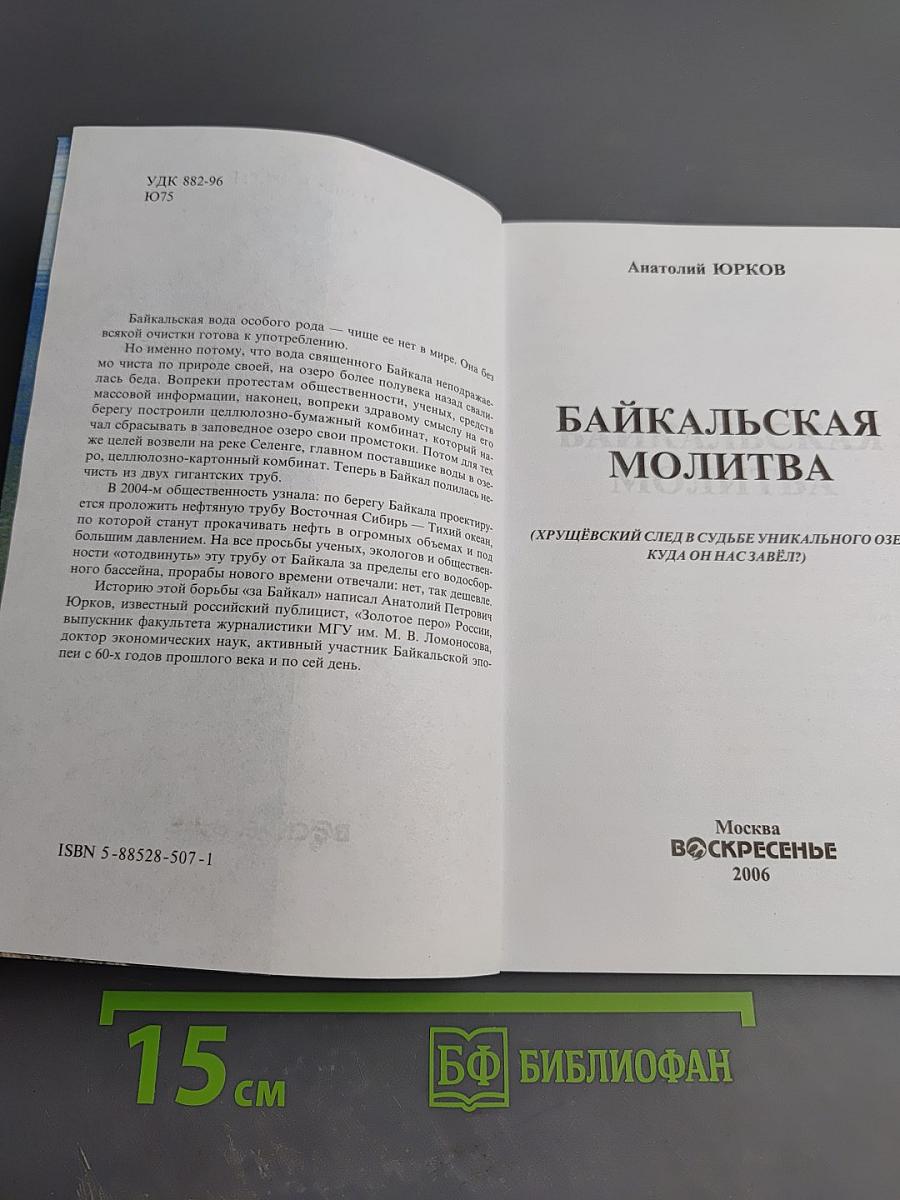 УДК 882-96
Ю75
Байкальская вода особого рода — чище ее нет в мире. Она без
всякой очистки готова к употреблению.
Но именно потому, что вода священного Байкала неподражае-
мо чиста по природе своей, на озеро более полувека назад свали-
лась беда. Вопреки протестам общественности, ученых, средств
массовой информации, наконец, вопреки здравому смыслу на его
берегу построили целлюлозно-бумажный комбинат, который на-
чал сбрасывать в заповедное озеро свои промстоки. Потом для тех
же целей возвели на реке Селенге, главном поставщике воды в озе-
ро, целлюлозно-картонный комбинат. Теперь в Байкал полилась не-
чисть из двух гигантских труб.
В 2004-м общественность узнала: по берегу Байкала проектиру-
ется проложить нефтяную трубу Восточная Сибирь — Тихий океан,
по которой станут прокачивать нефть в огромных объемах и под
большим давлением. На все просьбы ученых, экологов и обществен-
ности «отодвинуть» эту трубу от Байкала за пределы его водосбор-
ного бассейна, прорабы нового времени отвечали: нет, так дешевле.
Историю этой борьбы «за Байкал» написал Анатолий Петрович
Юрков, известный российский публицист, «Золотое перо» России,
выпускник факультета журналистики МГУ им. М. В. Ломоносова,
доктор экономических наук, активный участник Байкальской эпо-
пеи с 60-х годов прошлого века и по сей день.
ISBN 5-88528-507-1
Анатолий ЮРКОВ
БАЙКАЛЬСКАЯ
МОЛИТВА
(ХРУЩЁВСКИЙ СЛЕД В СУДЬБЕ УНИКАЛЬНОГО ОЗЕ
КУДА ОН НАС ЗАВЁЛ?)
Москва
ВОСКРЕСЕНЬЕ
2006
15 см
БФ БИБЛИОФАН